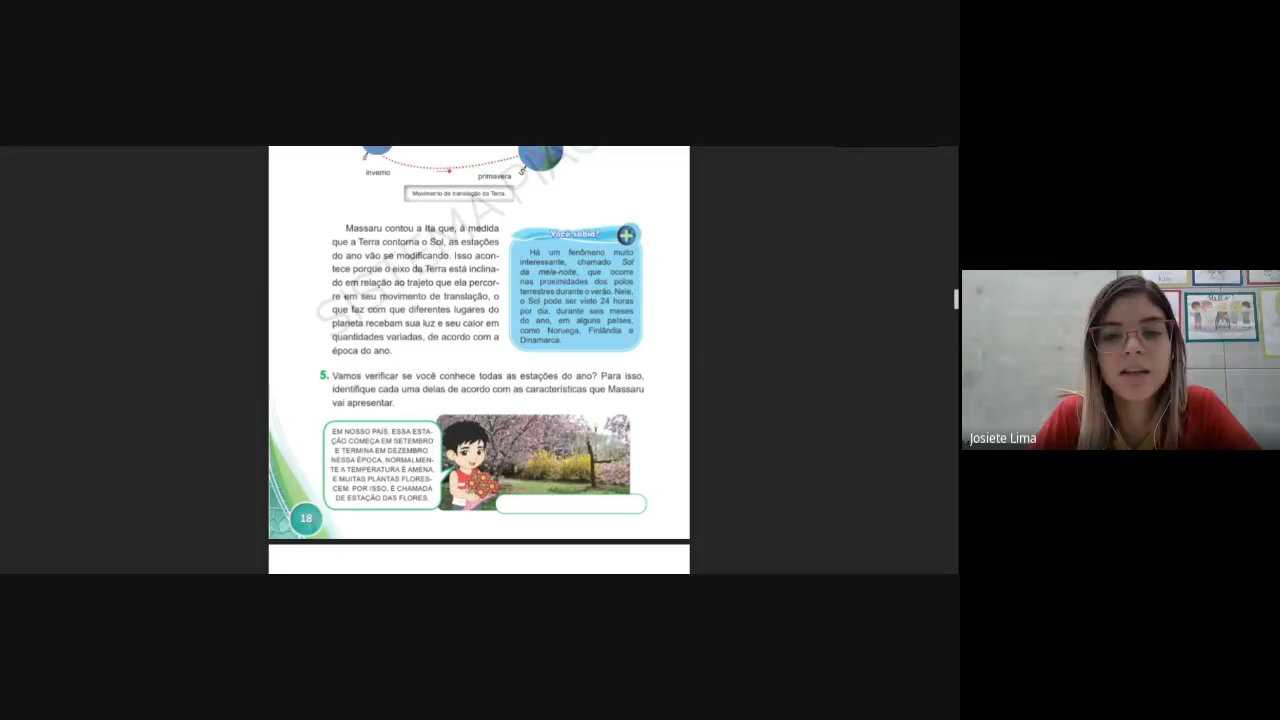 inverno
primavera
Movimento de translação da Terra.
Massaru contou a Ita que, à medida
que a Terra contorna o Sol, as estações
do ano vão se modificando. Isso acon-
tece porque o eixo da Terra está inclina-
do em relação ao trajeto que ela percor-
re em seu movimento de translação, o
que faz com que diferentes lugares do
planeta recebam sua luz e seu calor em
quantidades variadas, de acordo com a
época do ano.
Você sabia?
Há um fenômeno muito
interessante, chamado Sol
da meia-noite, que ocorre
nas proximidades dos polos
terrestres durante o verão. Nele,
o Sol pode ser visto 24 horas
por dia, durante seis meses
do ano, em alguns países,
como Noruega, Finlândia e
Dinamarca.
5. Vamos verificar se você conhece todas as estações do ano? Para isso,
identifique cada uma delas de acordo com as características que Massaru
vai apresentar.
EM NOSSO PAÍS, ESSA ESTA-
ÇÃO COMEÇA EM SETEMBRO
E TERMINA EM DEZEMBRO.
NESSA ÉPOCA, NORMALMEN-
TE A TEMPERATURA É AMENA,
E MUITAS PLANTAS FLORES-
CEM. POR ISSO, É CHAMADA
DE ESTAÇÃO DAS FLORES.
18
SISTEMA
Hello
Josiete Lima